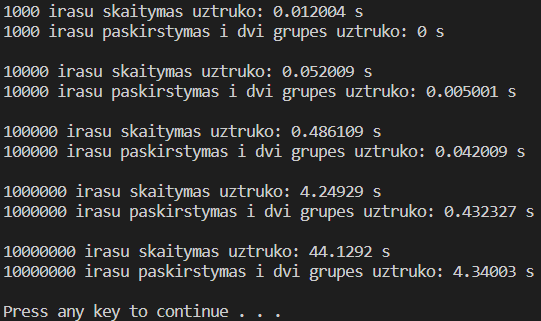 1000 irasu skaitymas uztruko: 0.012004 s
1000 irasu paskirstymas i dvi grupes uztruko: 0 s
10000 irasu skaitymas uztruko: 0.052009 s
10000 irasu paskirstymas i dvi grupes uztruko: 0.005001 s
100000 irasu skaitymas uztruko: 0.486109 s
100000 irasu paskirstymas i dvi grupes uztruko: 0.042009 s
1000000 irasu skaitymas uztruko: 4.24929 s
1000000 irasu paskirstymas i dvi grupes uztruko: 0.432327 s
10000000 irasu skaitymas uztruko: 44.1292 s
10000000 irasu paskirstymas i dvi grupes uztruko: 4.34003 s
Press any key to continue . . .